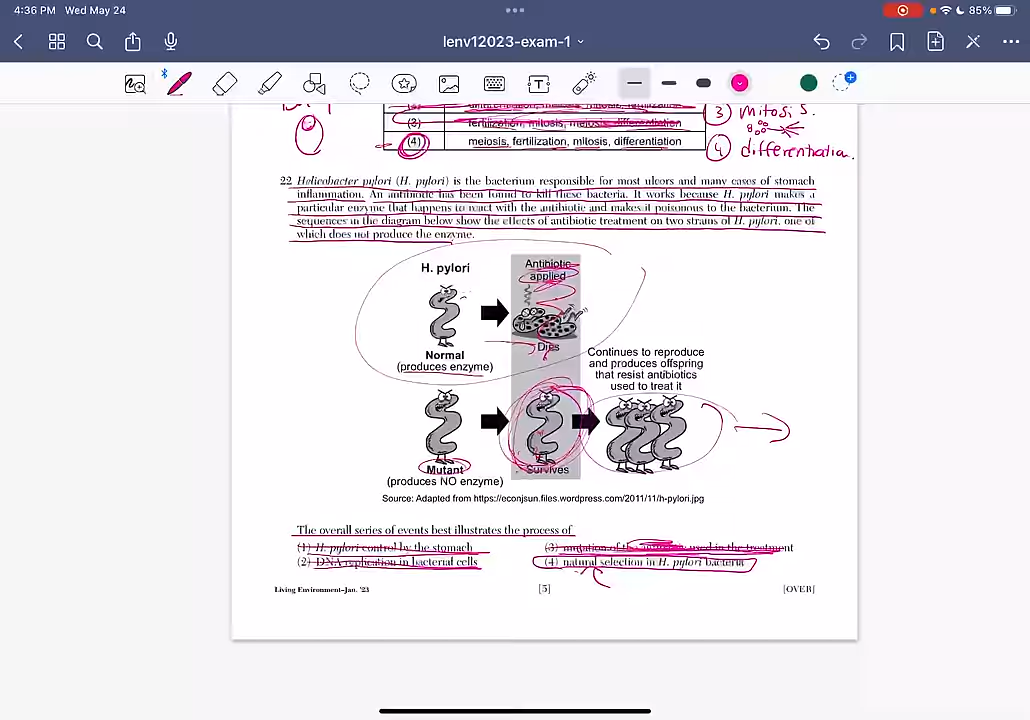 4:36 PM Wed May 24
85%
lenv12023-exam-1
(3) fertilization, mitosis, meiosis, differentiation
(4) meiosis, fertilization, mitosis, differentiation
3) mitosis.
4 differentiation.
22 Helicobacter pylori (H. pylori) is the bacterium responsible for most ulcers and many cases of stomach
inflammation. An antibiotic has been found to kill these bacteria. It works because H. pylori makes a
particular enzyme that happens to react with the antibiotic and makes it poisonous to the bacterium. The
sequences in the diagram below show the effects of antibiotic treatment on two strains of H. pylori, one of
which does not produce the enzyme.
H. pylori
Antibiotic
applied
Normal
(produces enzyme)
Dies
Continues to reproduce
and produces offspring
that resist antibiotics
used to treat it
Mutant
(produces NO enzyme)
Survives
Source: Adapted from https://econjsun.files.wordpress.com/2011/11/h-pylori.jpg
The overall series of events best illustrates the process of
(1) H. pylori control by the stomach
(2) DNA replication in bacterial cells
(3) mutation of the used in the treatment
(4) natural selection in H. pylori bacteria
Living Environment–Jan. '23
[5]
[OVER]